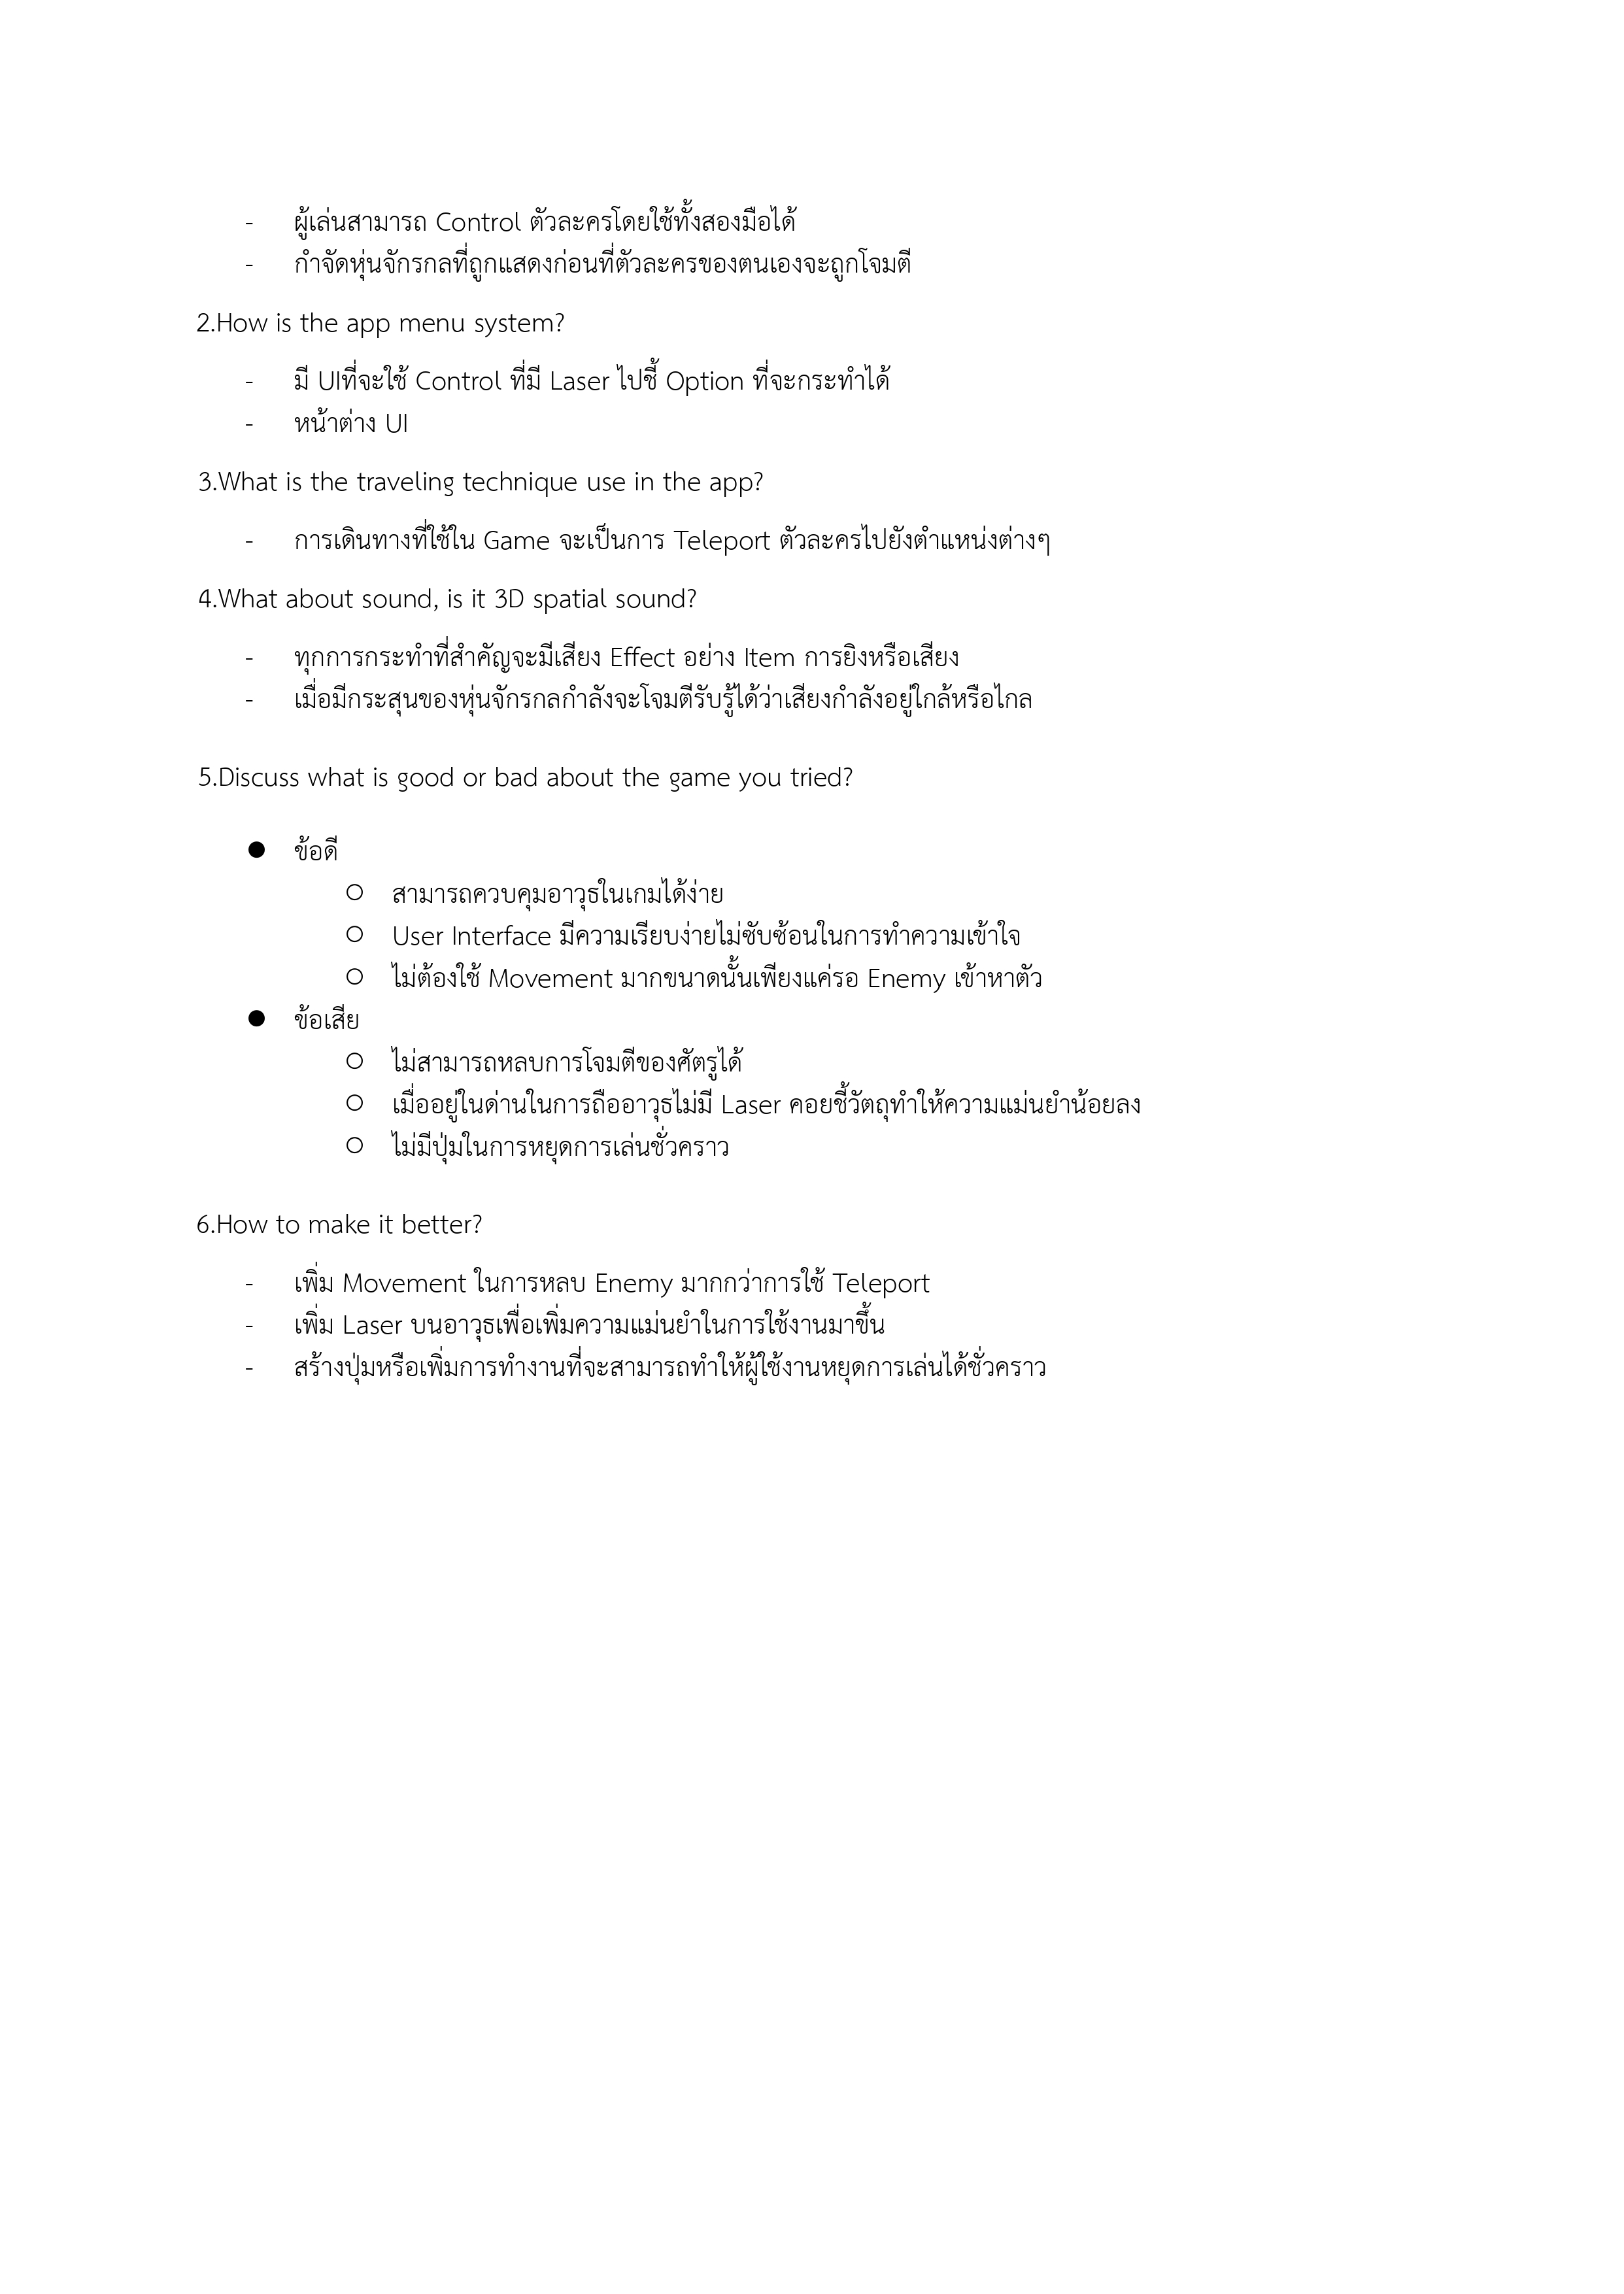 - ผู้เล่นสามารถ Control ตัวละครโดยใช้ทั้งสองมือได้
- กำจัดหุ่นจักรกลที่ถูกแสดงก่อนที่ตัวละครของตนเองจะถูกโจมตี
2.How is the app menu system?
- มี UIที่จะใช้ Control ที่มี Laser ไปชี้ Option ที่จะกระทำได้
- หน้าต่าง UI
3.What is the traveling technique use in the app?
- การเดินทางที่ใช้ใน Game จะเป็นการ Teleport ตัวละครไปยังตำแหน่งต่างๆ
4.What about sound, is it 3D spatial sound?
- ทุกการกระทำที่สำคัญจะมีเสียง Effect อย่าง Item การยิงหรือเสียง
- เมื่อมีกระสุนของหุ่นจักรกลกำลังจะโจมตีรับรู้ได้ว่าเสียงกำลังอยู่ใกล้หรือไกล
5.Discuss what is good or bad about the game you tried?
● ข้อดี
○ สามารถควบคุมอาวุธในเกมได้ง่าย
○ User Interface มีความเรียบง่ายไม่ซับซ้อนในการทำความเข้าใจ
○ ไม่ต้องใช้ Movement มากขนาดนั้นเพียงแค่รอ Enemy เข้าหาตัว
● ข้อเสีย
○ ไม่สามารถหลบการโจมตีของศัตรูได้
○ เมื่ออยู่ในด่านในการถืออาวุธไม่มี Laser คอยชี้วัตถุทำให้ความแม่นยำน้อยลง
○ ไม่มีปุ่มในการหยุดการเล่นชั่วคราว
6.How to make it better?
- เพิ่ม Movement ในการหลบ Enemy มากกว่าการใช้ Teleport
- เพิ่ม Laser บนอาวุธเพื่อเพิ่มความแม่นยำในการใช้งานมาขึ้น
- สร้างปุ่มหรือเพิ่มการทำงานที่จะสามารถทำให้ผู้ใช้งานหยุดการเล่นได้ชั่วคราว